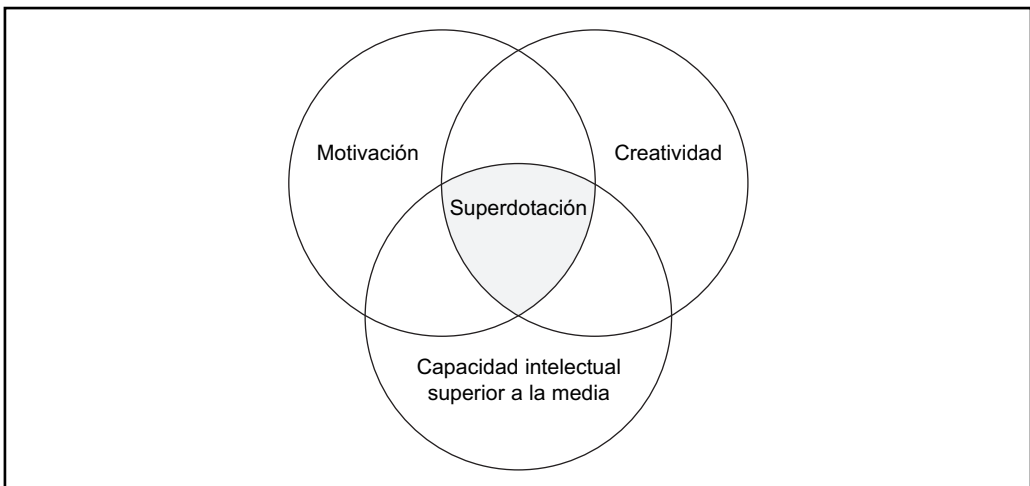 Motivación
Creatividad
Superdotación
Capacidad intelectual
superior a la media